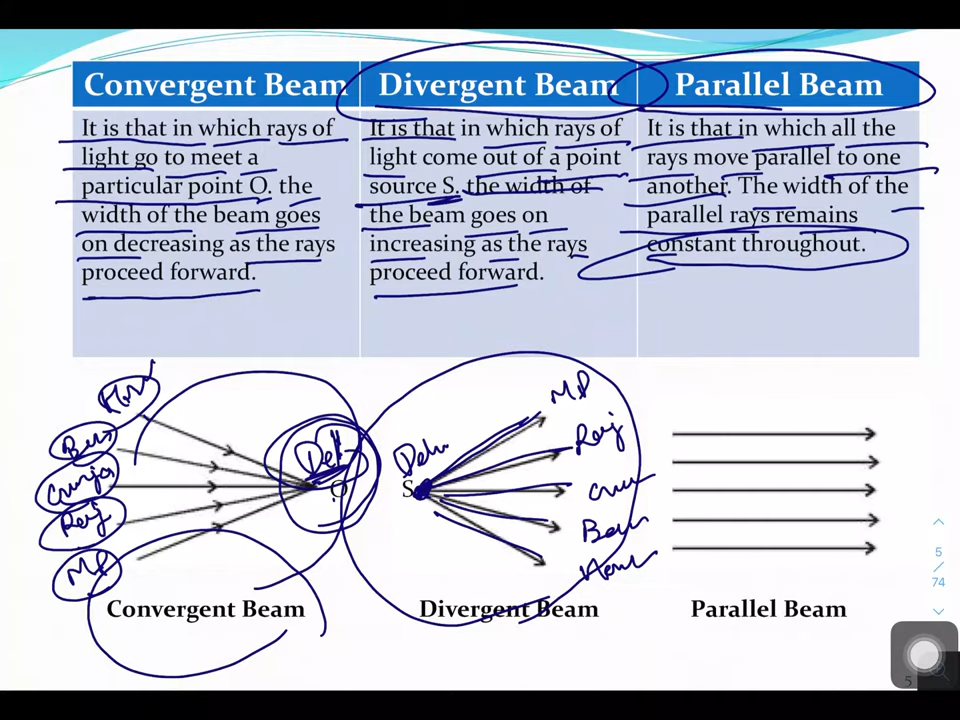 Convergent Beam
Divergent Beam
Parallel Beam
It is that in which rays of
light go to meet a
particular point O. the
width of the beam goes
on decreasing as the rays
proceed forward.
It is that in which rays of
light come out of a point
source S. the width of
the beam goes on
increasing as the rays
proceed forward.
It is that in which all the
rays move parallel to one
another. The width of the
parallel rays remains
constant throughout.
Raj
MP
O
S
MP
Raj
Convergent Beam
Divergent Beam
Parallel Beam
5
/
74
5